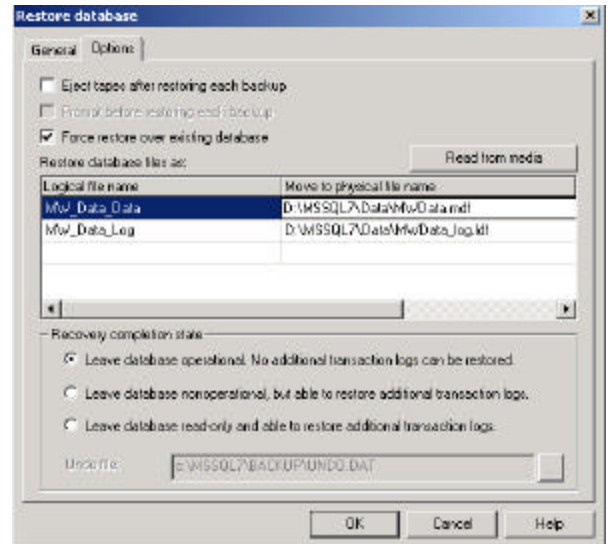 Restore database
General Options
Eject tapes after restoring each backup
Prompt before restoring each backup
Force restore over existing database
Restore database files as:
Read from media
Logical file name Move to physical file name
MW_Data_Data D:\MSSQL7\Data\MwData.mdf
MW_Data_Log D:\MSSQL7\Data\MwData_log.ldf
Recovery completion state
Leave database operational. No additional transaction logs can be restored.
Leave database nonoperational, but able to restore additional transaction logs.
Leave database read-only and able to restore additional transaction logs.
Undo file: c:\MSSQL7\BACKUP\UNDO.DAT ...
OK Cancel Help